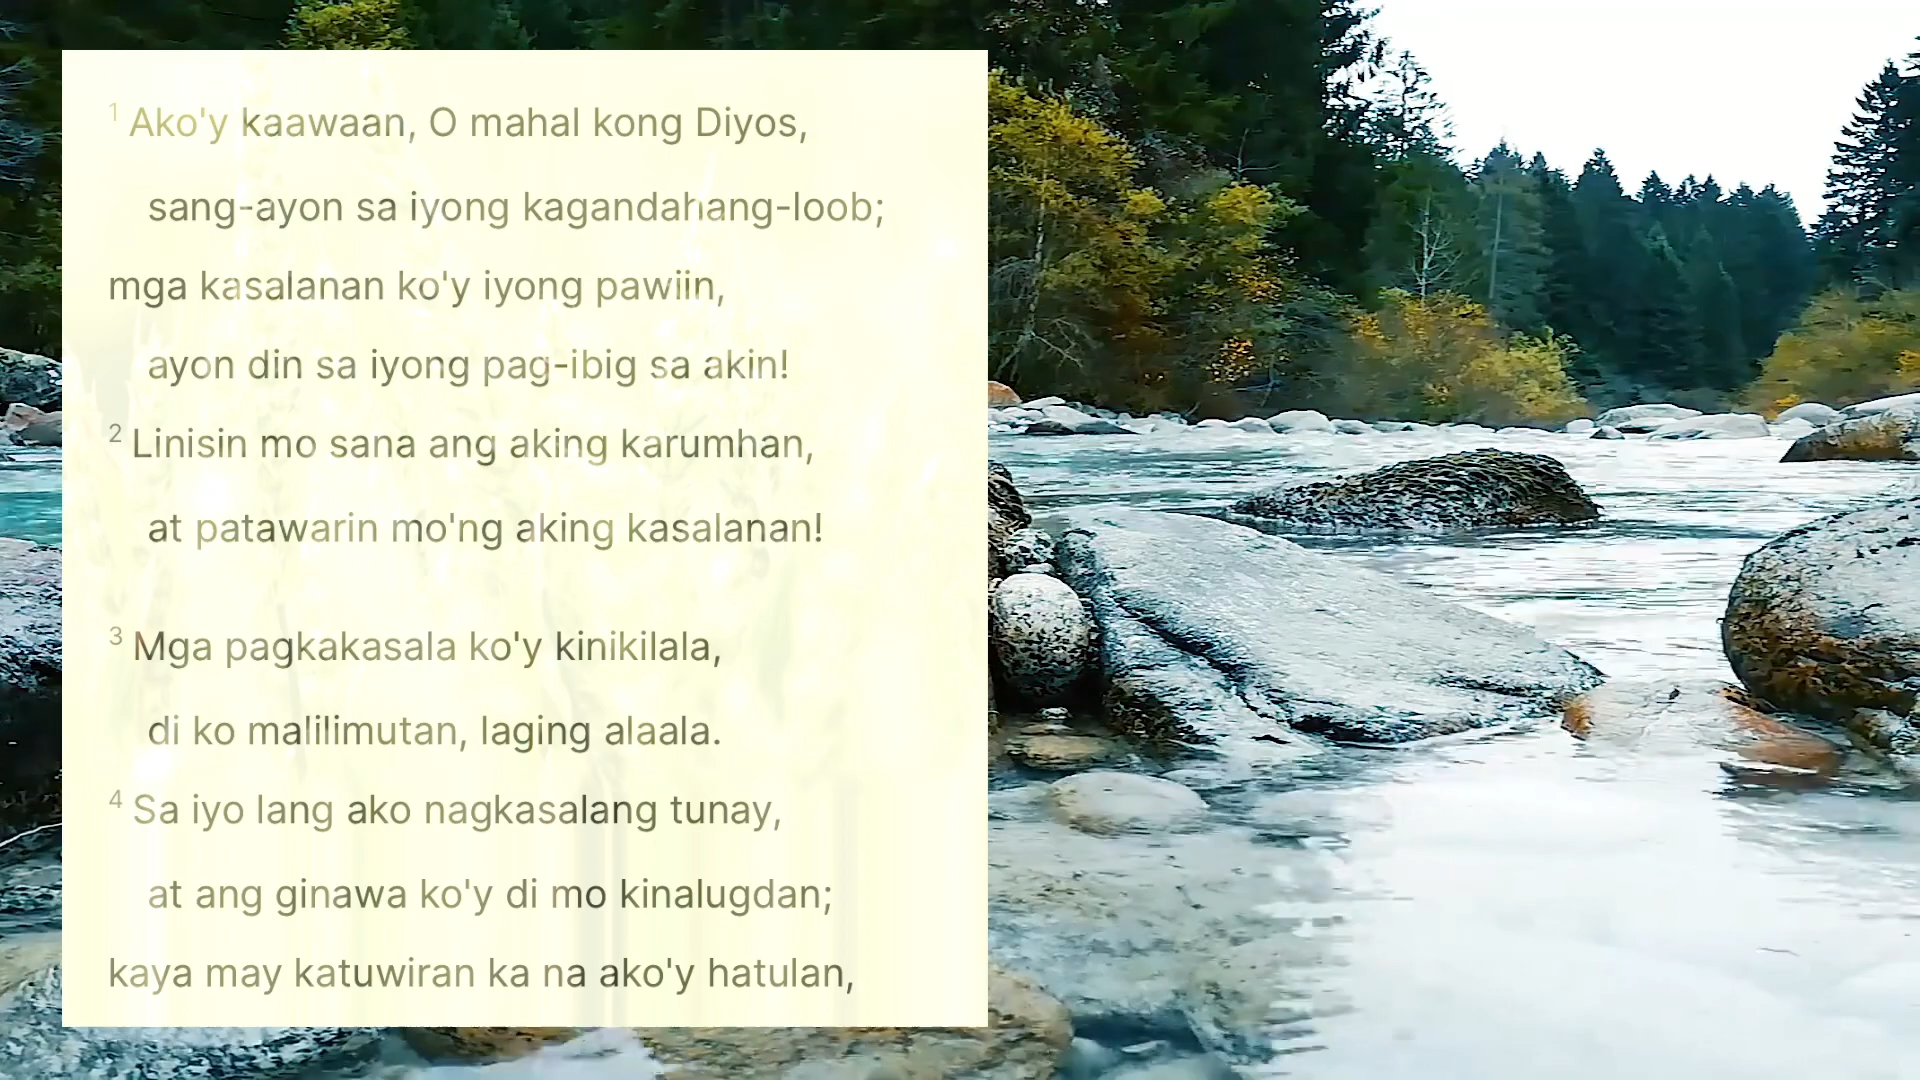 1 Ako'y kaawaan, O mahal kong Diyos,
sang-ayon sa iyong kagandahang-loob;
mga kasalanan ko'y iyong pawiin,
ayon din sa iyong pag-ibig sa akin!
2 Linisin mo sana ang aking karumhan,
at patawarin mo'ng aking kasalanan!
3 Mga pagkakasala ko'y kinikilala,
di ko malilimutan, laging alaala.
4 Sa iyo lang ako nagkasalang tunay,
at ang ginawa ko'y di mo kinalugdan;
kaya may katuwiran ka na ako'y hatulan,